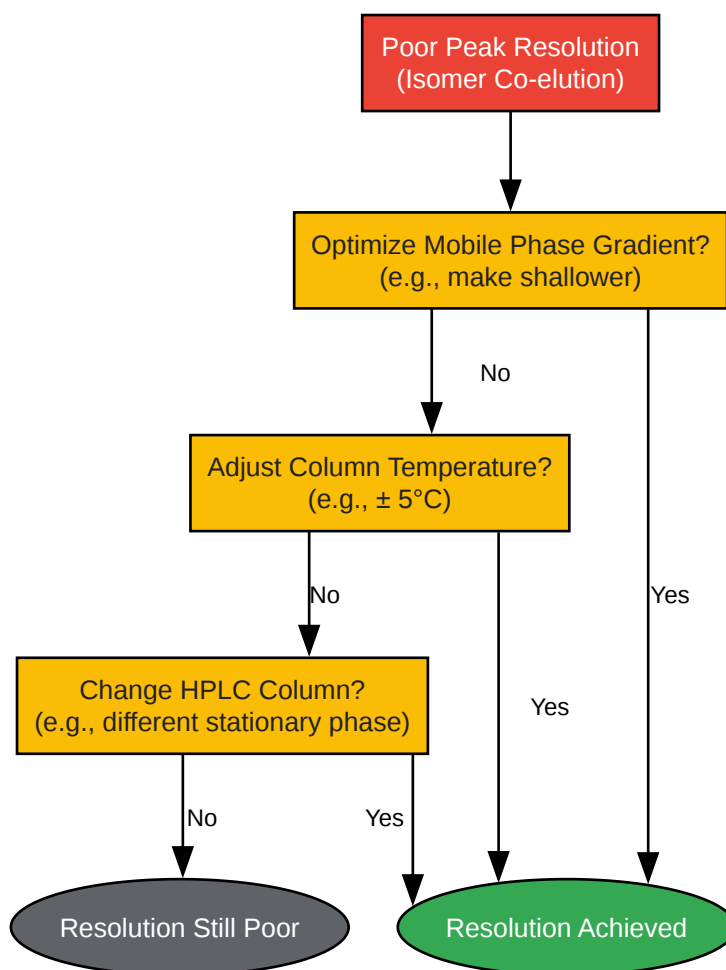 Poor Peak Resolution
(Isomer Co-elution)
Optimize Mobile Phase Gradient?
(e.g., make shallower)
No
Adjust Column Temperature?
(e.g., ± 5°C)
No
Yes
Change HPLC Column?
(e.g., different stationary phase)
Yes
No
Yes
Resolution Still Poor
Resolution Achieved